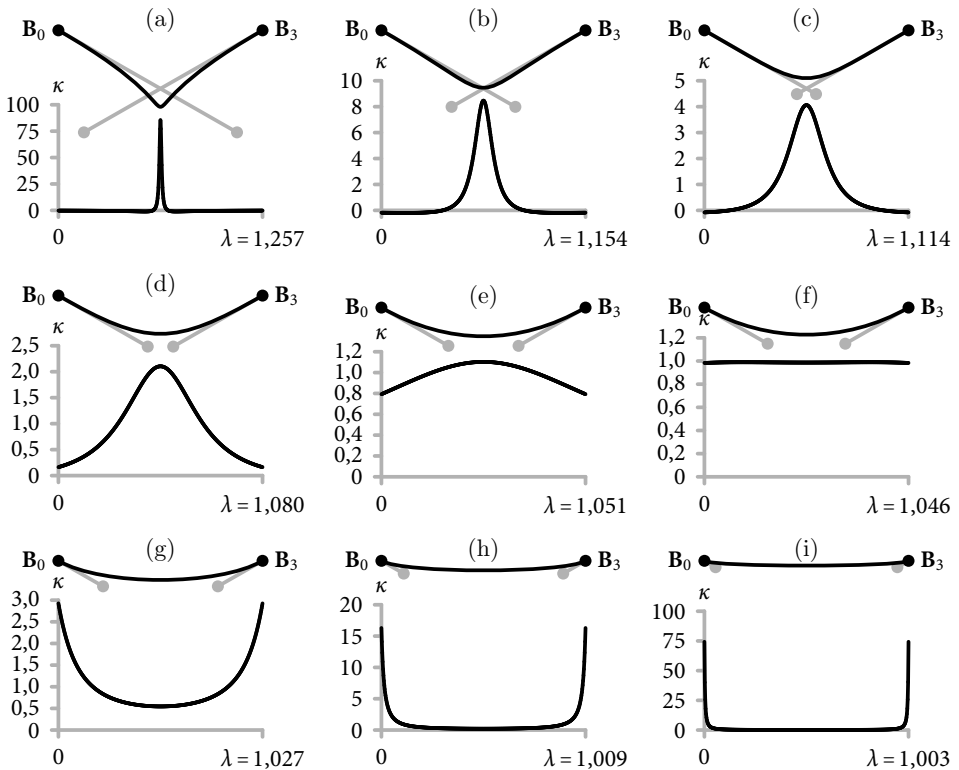 (a) (b) (c)
B₀ B₃ B₀ B₃ B₀ B₃
κ κ κ
100 10 5
75 8 4
50 6 3
25 4 2
2 1
0 0 0
0 λ = 1,257 0 λ = 1,154 0 λ = 1,114
(d) (e) (f)
B₀ B₃ B₀ B₃ B₀ B₃
κ κ κ
2,5 1,2 1,2
2,0 1,0 1,0
1,5 0,8 0,8
1,0 0,6 0,6
0,5 0,4 0,4
0,2 0,2
0 0 0
0 λ = 1,080 0 λ = 1,051 0 λ = 1,046
(g) (h) (i)
B₀ B₃ B₀ B₃ B₀ B₃
κ κ κ
3,0 20 100
2,5 15 75
2,0 10 50
1,5 5 25
1,0
0,5
0 0 0
0 λ = 1,027 0 λ = 1,009 0 λ = 1,003